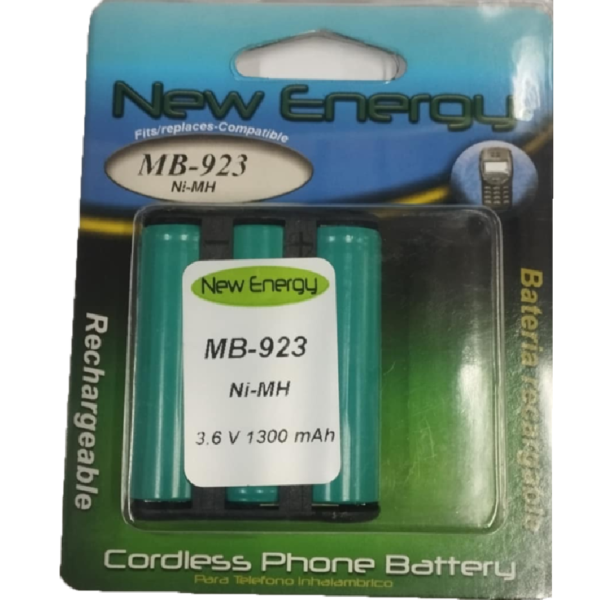 New Energy
Fits/replaces-Compatible
MB-923
Ni-MH
Rechargeable
- +
New Energy
MB-923
Ni-MH
3.6 V 1300 mAh
Bateria recargable
Cordless Phone Battery
Para Telefono inhalambrico